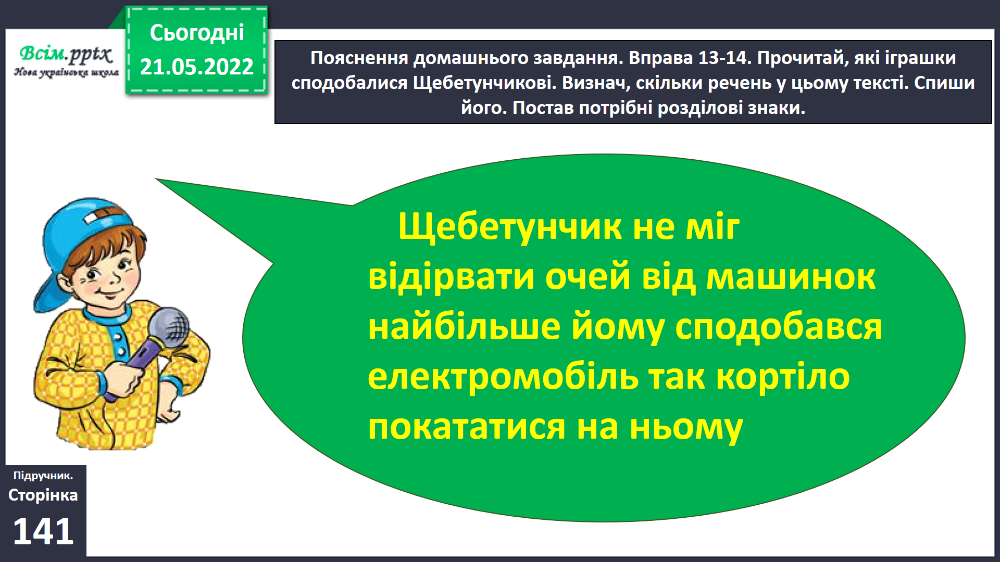 Всім.pptx
Нова українська школа
Сьогодні
21.05.2022
Пояснення домашнього завдання. Вправа 13-14. Прочитай, які іграшки
сподобалися Щебетунчикові. Визнач, скільки речень у цьому тексті. Спиши
його. Постав потрібні розділові знаки.
Щебетунчик не міг
відірвати очей від машинок
найбільше йому сподобався
електромобіль так кортіло
покататися на ньому
Підручник.
Сторінка
141